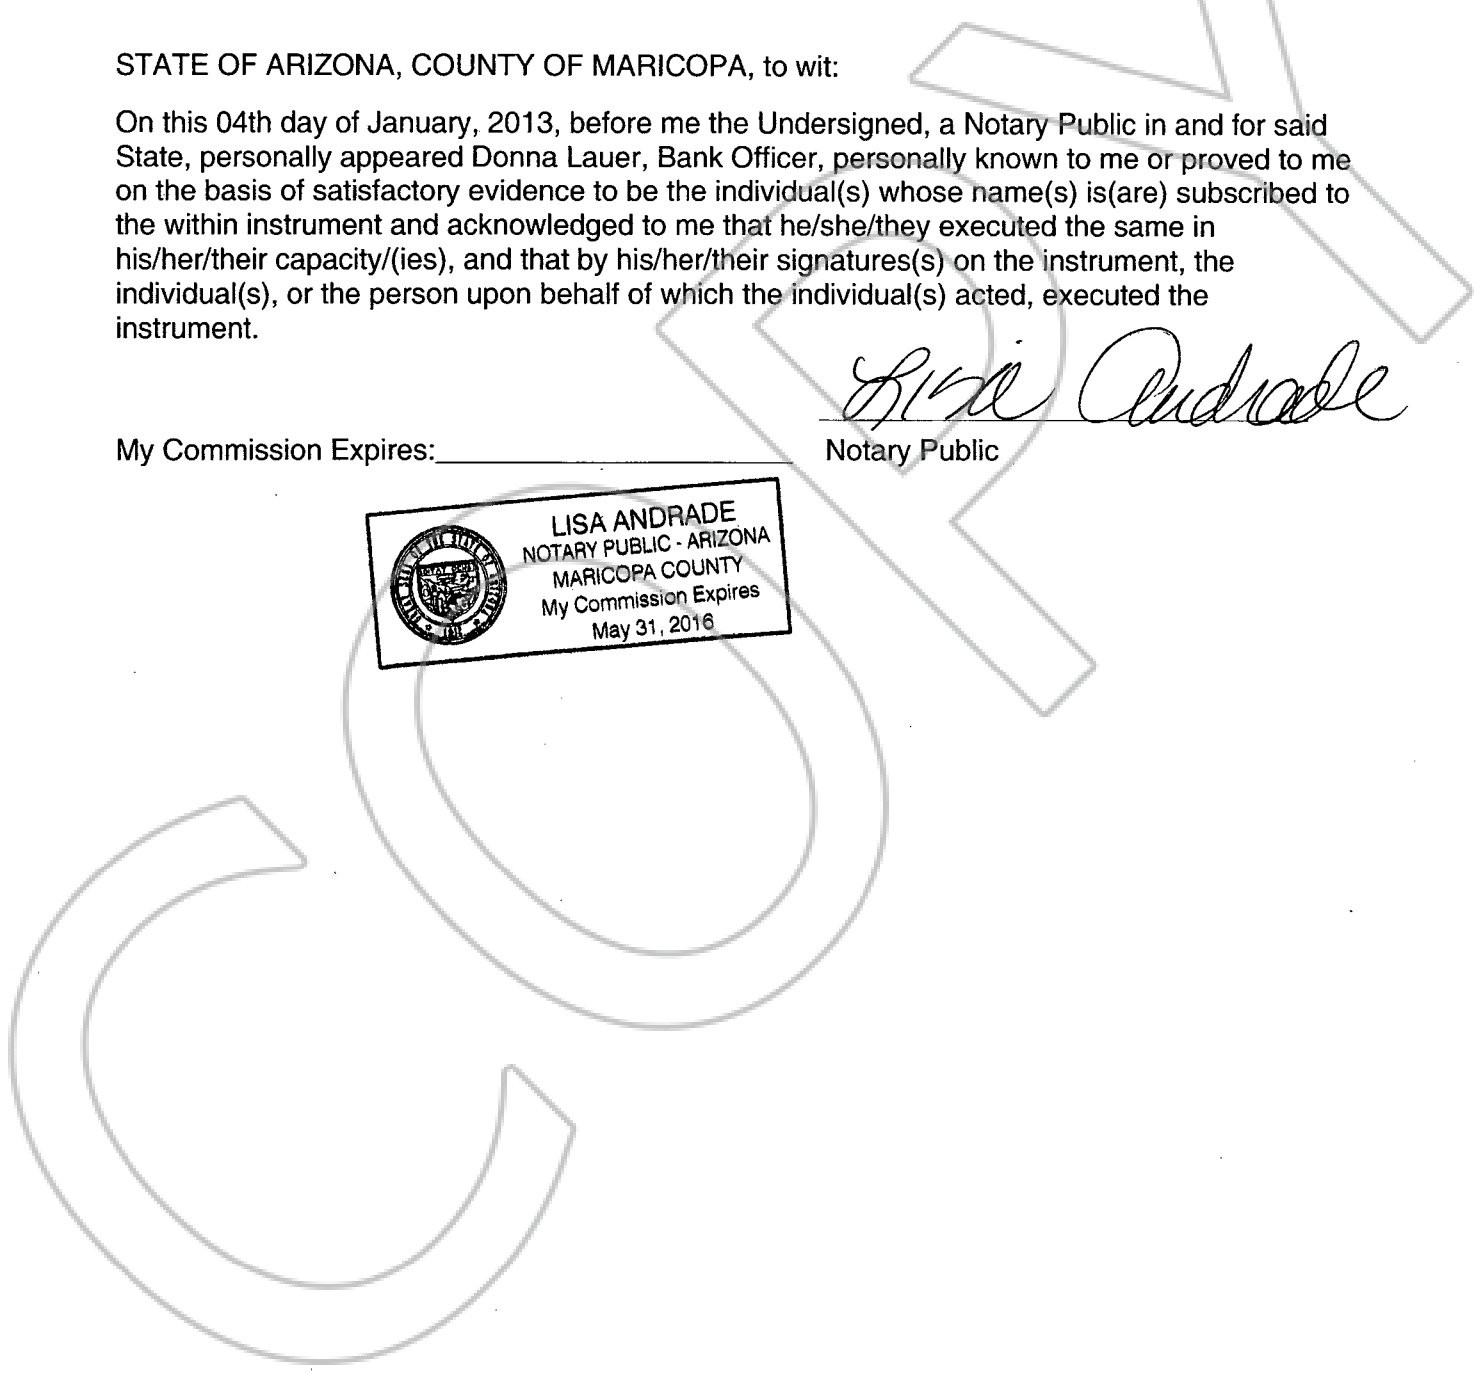 STATE OF ARIZONA, COUNTY OF MARICOPA, to wit:
On this 04th day of January, 2013, before me the Undersigned, a Notary Public in and for said
State, personally appeared Donna Lauer, Bank Officer, personally known to me or proved to me
on the basis of satisfactory evidence to be the individual(s) whose name(s) is(are) subscribed to
the within instrument and acknowledged to me that he/she/they executed the same in
his/her/their capacity/(ies), and that by his/her/their signatures(s) on the instrument, the
individual(s), or the person upon behalf of which the individual(s) acted, executed the
instrument.
Lisa Andrade
My Commission Expires:____________ Notary Public
LISA ANDRADE
NOTARY PUBLIC - ARIZONA
MARICOPA COUNTY
My Commission Expires
May 31, 2016
COPY